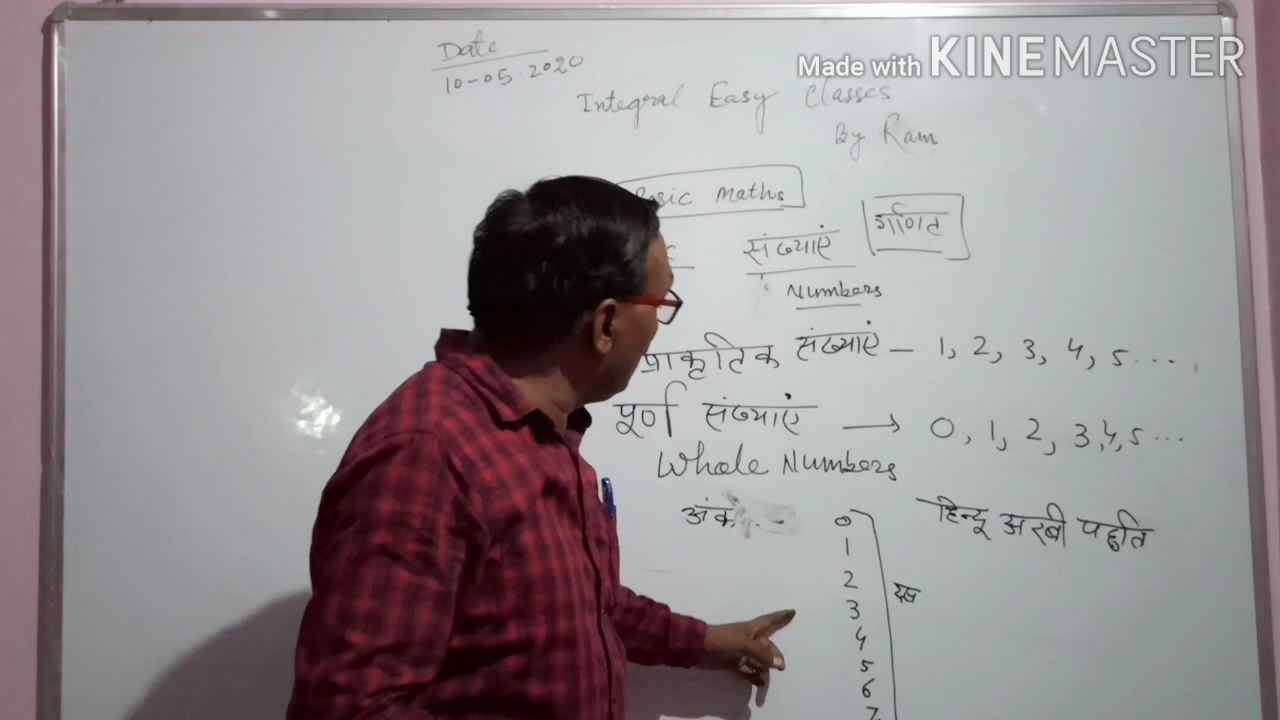 Date
10-05-2020
Made with KINEMASTER
Integral Easy Classes
By Ram
Basic Maths
संख्याएं
गणित
Numbers
प्राकृतिक संख्याएं – 1, 2, 3, 4, 5 ...
पूर्ण संख्याएं → 0, 1, 2, 3, 4, 5 ...
Whole Numbers
अंक
हिन्दू अरबी पद्धति
0
1
2
3
4
5
6
7
दस